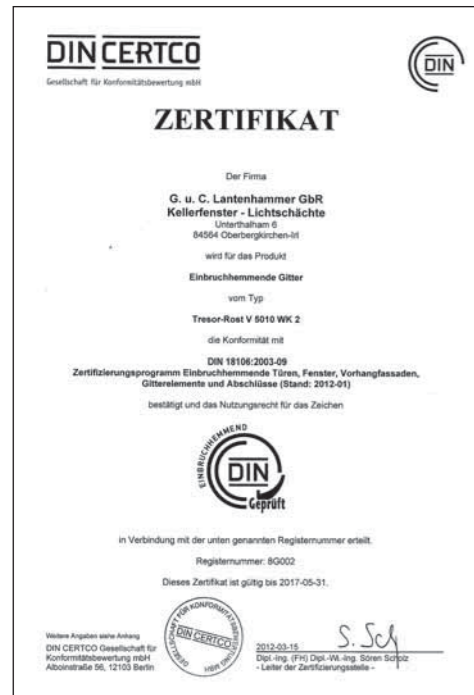 DIN CERTCO
Gesellschaft für Konformitätsbewertung mbH
DIN
ZERTIFIKAT
Der Firma
G. u. C. Lantenhammer GbR
Kellerfenster - Lichtschächte
Unterthalham 6
84564 Oberbergkirchen-Irl
wird für das Produkt
Einbruchhemmende Gitter
vom Typ
Tresor-Rost V 5010 WK 2
die Konformität mit
DIN 18106:2003-09
Zertifizierungsprogramm Einbruchhemmende Türen, Fenster, Vorhangfassaden,
Gitterelemente und Abschlüsse (Stand: 2012-01)
bestätigt und das Nutzungsrecht für das Zeichen
EINBRUCHHEMMEND
DIN
Geprüft
in Verbindung mit der unten genannten Registernummer erteilt.
Registernummer: 8G002
Dieses Zertifikat ist gültig bis 2017-05-31.
Weitere Angaben siehe Anhang
DIN CERTCO Gesellschaft für
Konformitätsbewertung mbH
Alboinstraße 56, 12103 Berlin
GESELLSCHAFT FÜR KONFORMITÄTSBEWERTUNG MBH
DIN CERTCO
2012-03-15
S. Sch
Dipl.-Ing. (FH) Dipl.-Wi.-Ing. Sören Scholz
- Leiter der Zertifizierungsstelle -